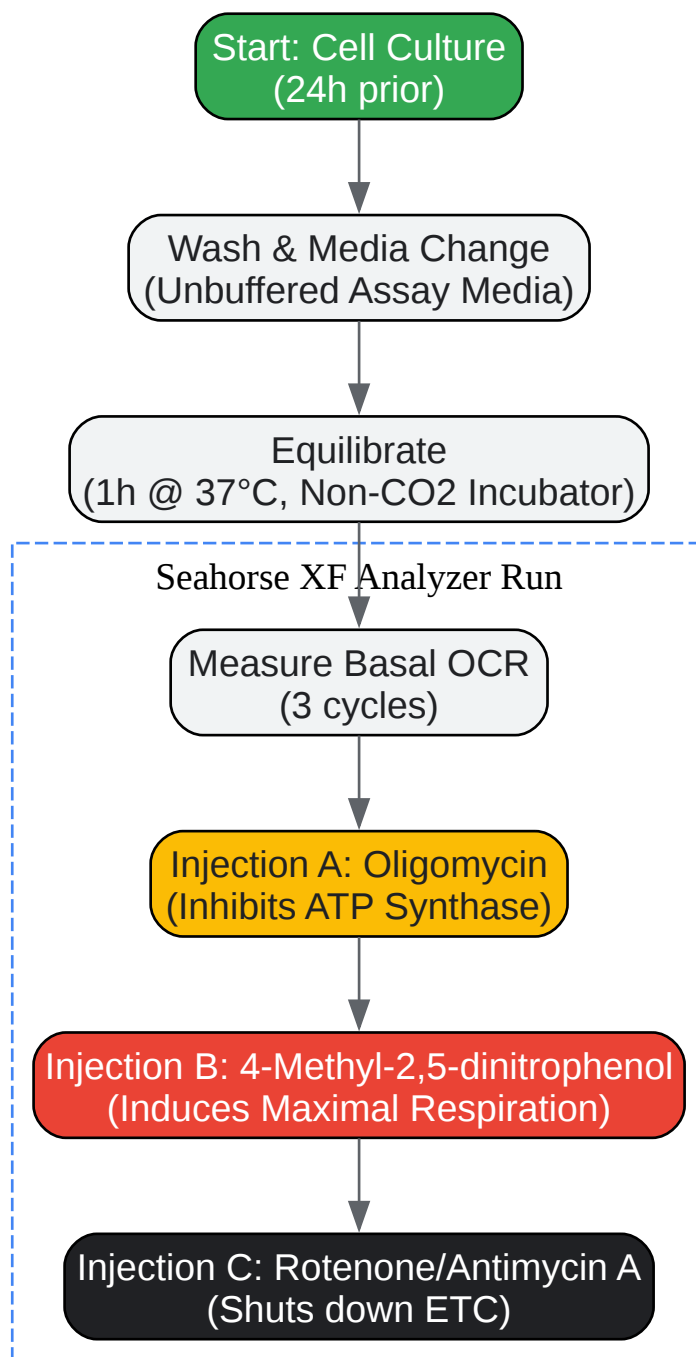 Start: Cell Culture
(24h prior)
Wash & Media Change
(Unbuffered Assay Media)
Equilibrate
(1h @ 37°C, Non-CO2 Incubator)
Seahorse XF Analyzer Run
Measure Basal OCR
(3 cycles)
Injection A: Oligomycin
(Inhibits ATP Synthase)
Injection B: 4-Methyl-2,5-dinitrophenol
(Induces Maximal Respiration)
Injection C: Rotenone/Antimycin A
(Shuts down ETC)